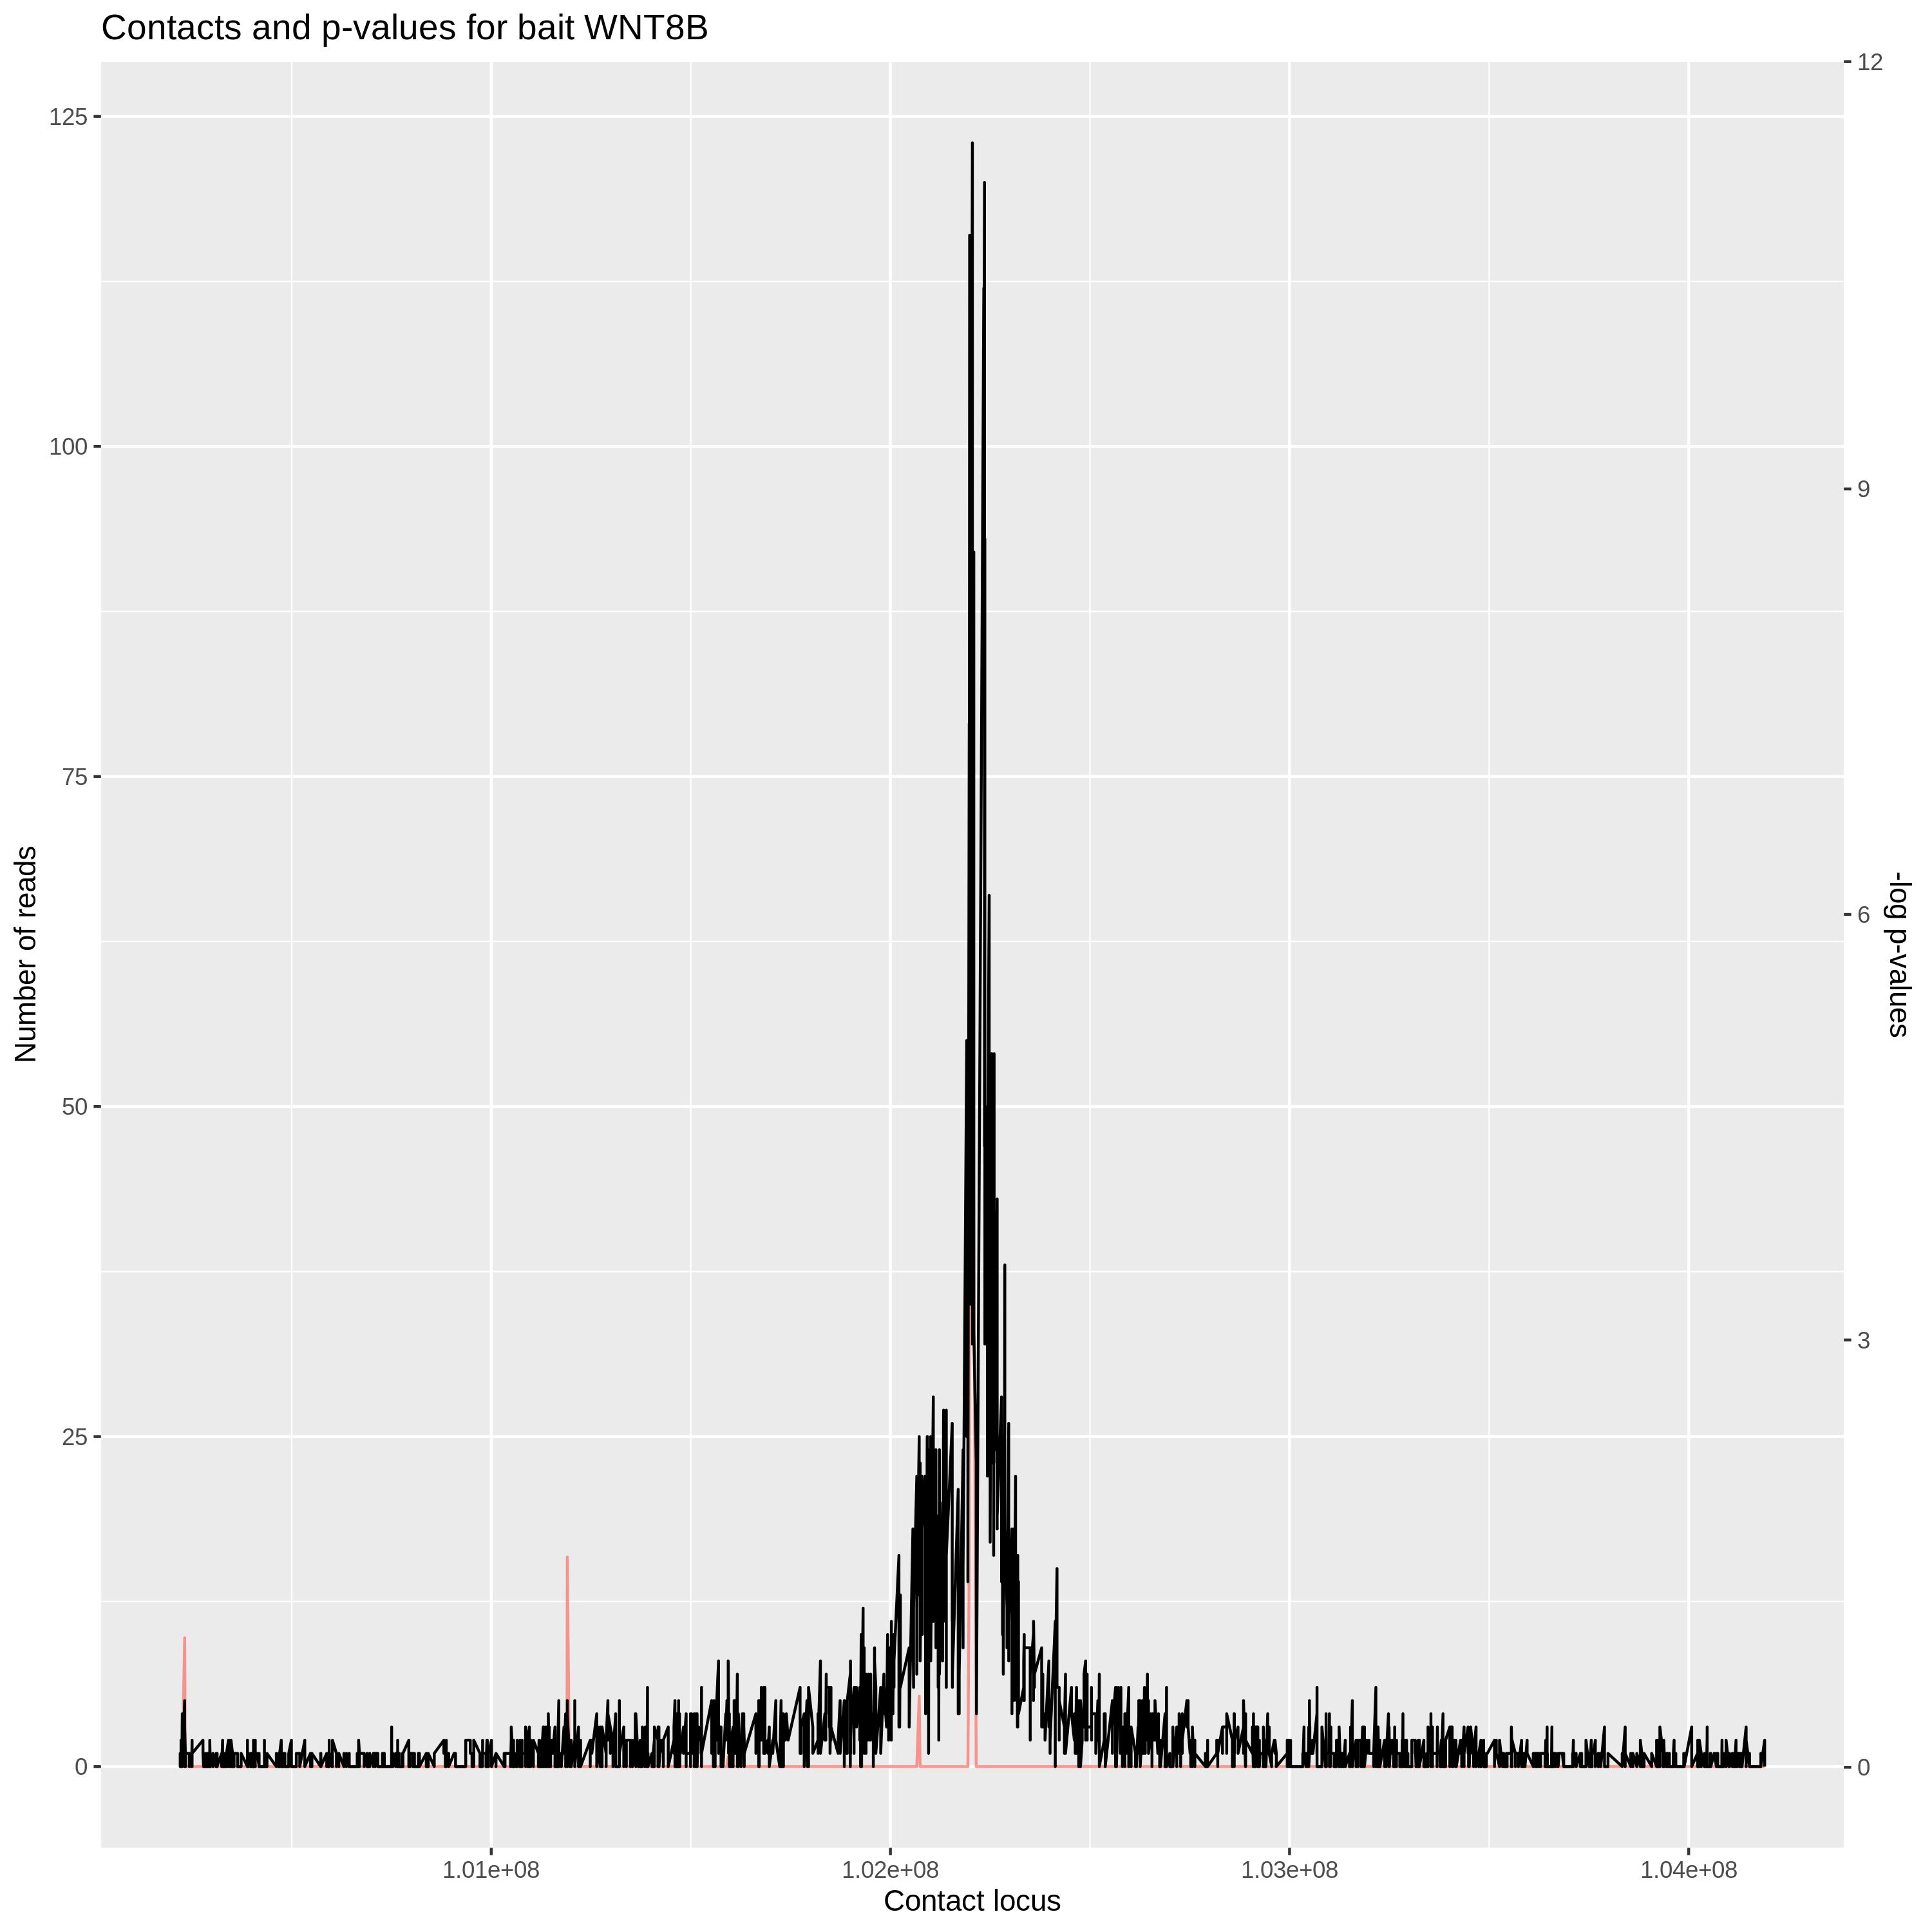 Contacts and p-values for bait WNT8B
12
125
9
100
75
6
Number of reads
-log p-values
50
3
25
0
0
1.01e+08
1.02e+08
1.03e+08
1.04e+08
Contact locus